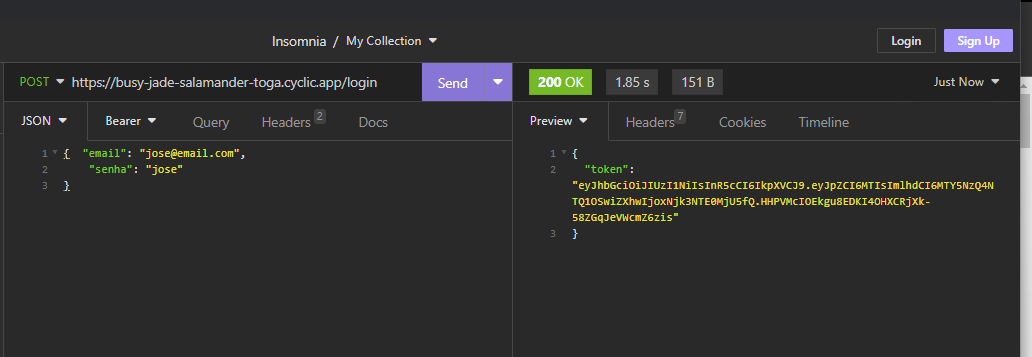 Insomnia / My Collection
Login
Sign Up
POST https://busy-jade-salamander-toga.cyclic.app/login
Send
200 OK
1.85 s
151 B
Just Now
JSON
Bearer
Query
Headers 2
Docs
Preview
Headers 7
Cookies
Timeline
1 { "email": "jose@email.com",
2 "senha": "jose"
3 }
1 {
2 "token":
"eyJhbGciOiJIUzI1NiIsInR5cCI6IkpXVCJ9.eyJpZCI6MTIsImlhdCI6MTY5NzQ4N
TQ1OSwiZXhwIjoxNjk3NTE0MjU5fQ.HHPVMcIOEkgu8EDKI4OHXCRjXk-
58ZGqJeVWcmZ6zis"
3 }